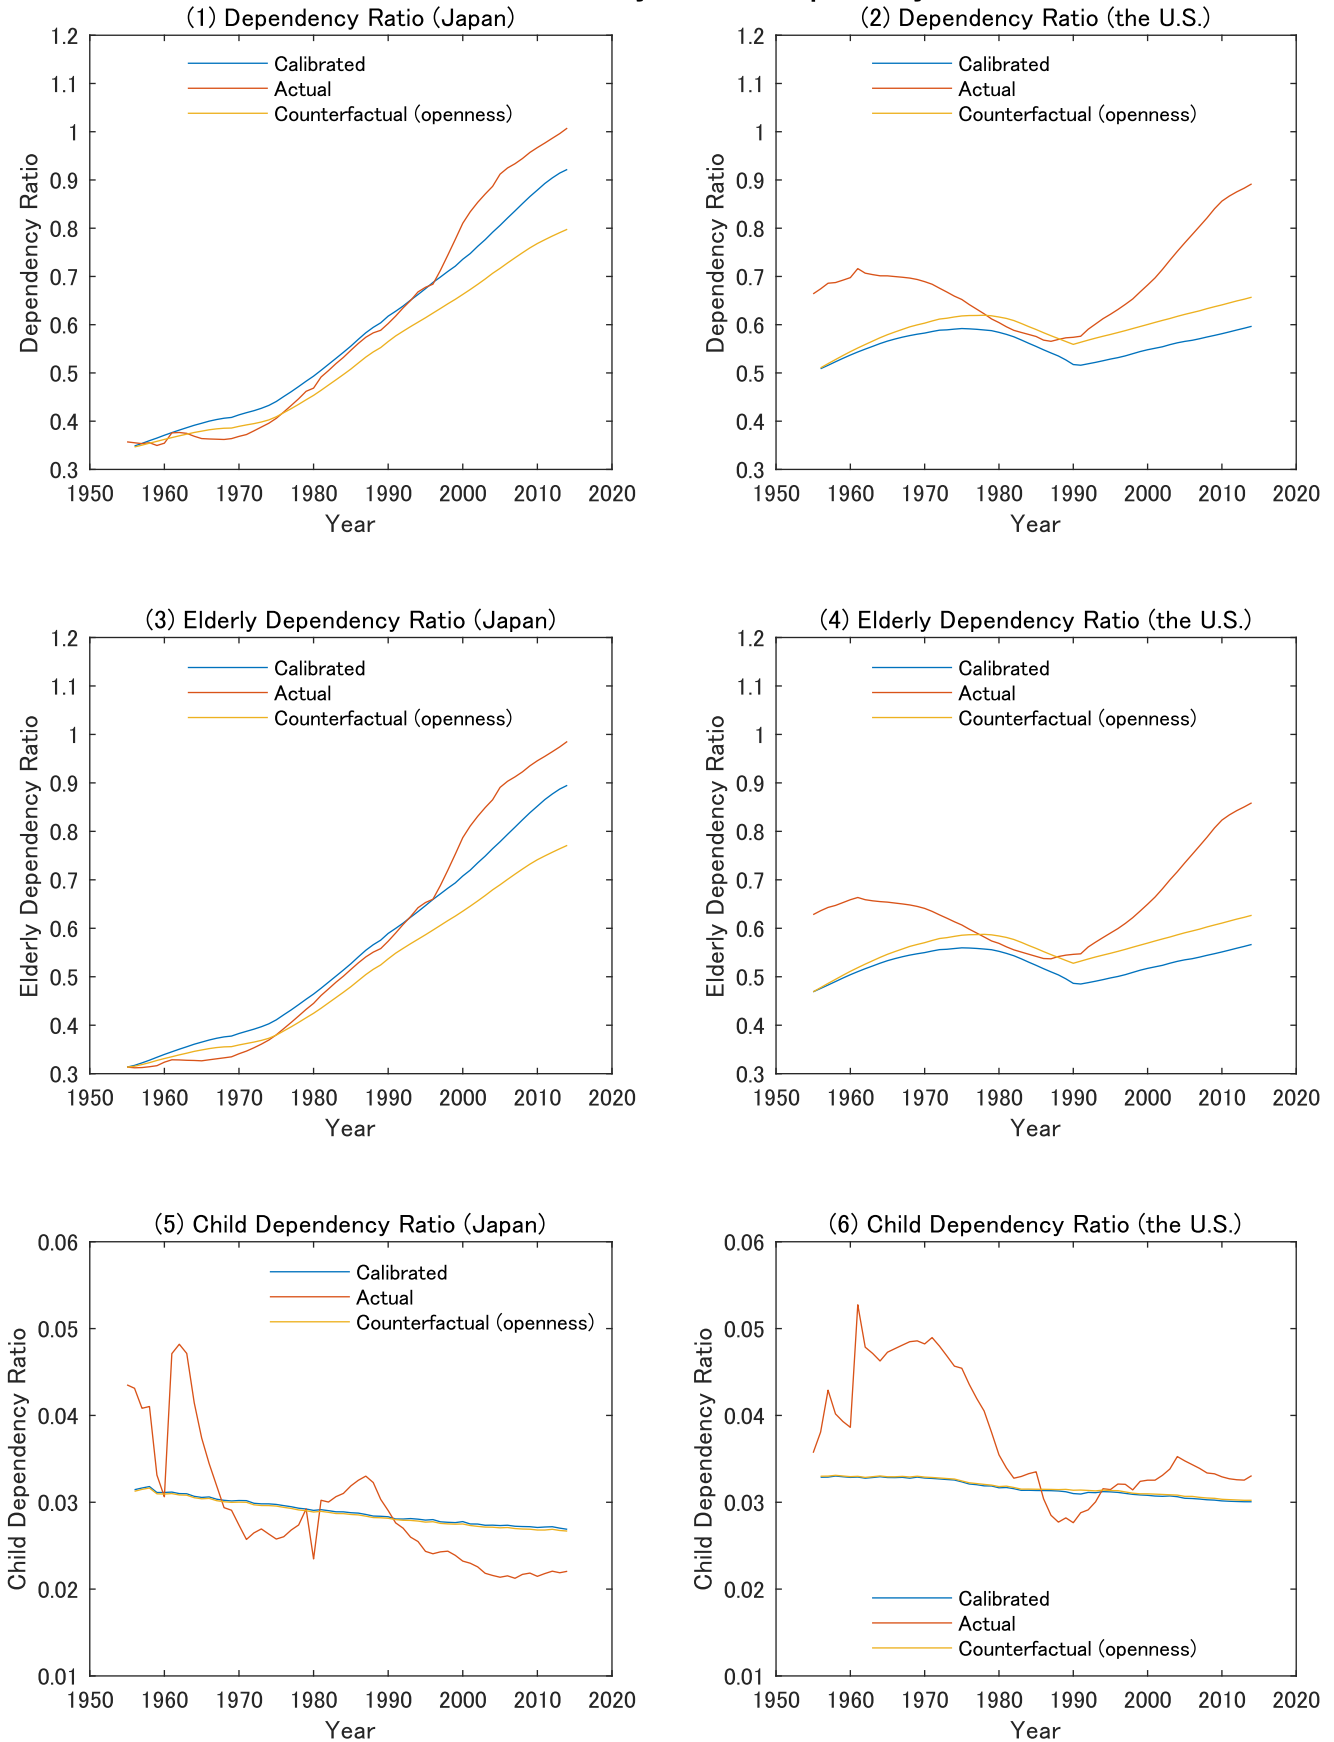 (1) Dependency Ratio (Japan)
1.2
1.1
1
0.9
0.8
0.7
0.6
0.5
0.4
0.3
Dependency Ratio
Calibrated
Actual
Counterfactual (openness)
1950 1960 1970 1980 1990 2000 2010 2020
Year
(2) Dependency Ratio (the U.S.)
1.2
1.1
1
0.9
0.8
0.7
0.6
0.5
0.4
0.3
Dependency Ratio
Calibrated
Actual
Counterfactual (openness)
1950 1960 1970 1980 1990 2000 2010 2020
Year
(3) Elderly Dependency Ratio (Japan)
1.2
1.1
1
0.9
0.8
0.7
0.6
0.5
0.4
0.3
Elderly Dependency Ratio
Calibrated
Actual
Counterfactual (openness)
1950 1960 1970 1980 1990 2000 2010 2020
Year
(4) Elderly Dependency Ratio (the U.S.)
1.2
1.1
1
0.9
0.8
0.7
0.6
0.5
0.4
0.3
Elderly Dependency Ratio
Calibrated
Actual
Counterfactual (openness)
1950 1960 1970 1980 1990 2000 2010 2020
Year
(5) Child Dependency Ratio (Japan)
0.06
0.05
0.04
0.03
0.02
0.01
Child Dependency Ratio
Calibrated
Actual
Counterfactual (openness)
1950 1960 1970 1980 1990 2000 2010 2020
Year
(6) Child Dependency Ratio (the U.S.)
0.06
0.05
0.04
0.03
0.02
0.01
Child Dependency Ratio
Calibrated
Actual
Counterfactual (openness)
1950 1960 1970 1980 1990 2000 2010 2020
Year